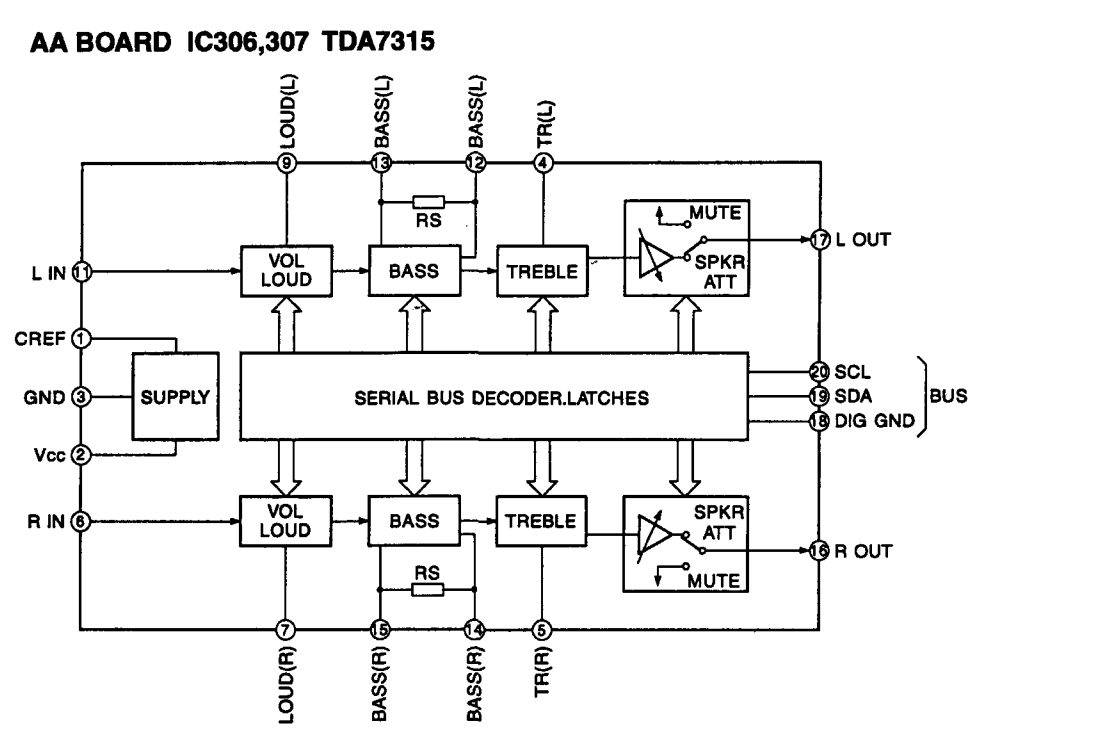 AA BOARD IC306,307 TDA7315
LOUD(L)
BASS(L)
BASS(L)
TR(L)
9
13
12
4
RS
MUTE
17 L OUT
SPKR
ATT
L IN 11
VOL
LOUD
BASS
TREBLE
CREF 1
GND 3
SUPPLY
Vcc 2
SERIAL BUS DECODER.LATCHES
20 SCL
19 SDA
18 DIG GND
BUS
R IN 6
VOL
LOUD
BASS
TREBLE
SPKR
ATT
MUTE
16 R OUT
RS
7
15
14
5
LOUD(R)
BASS(R)
BASS(R)
TR(R)